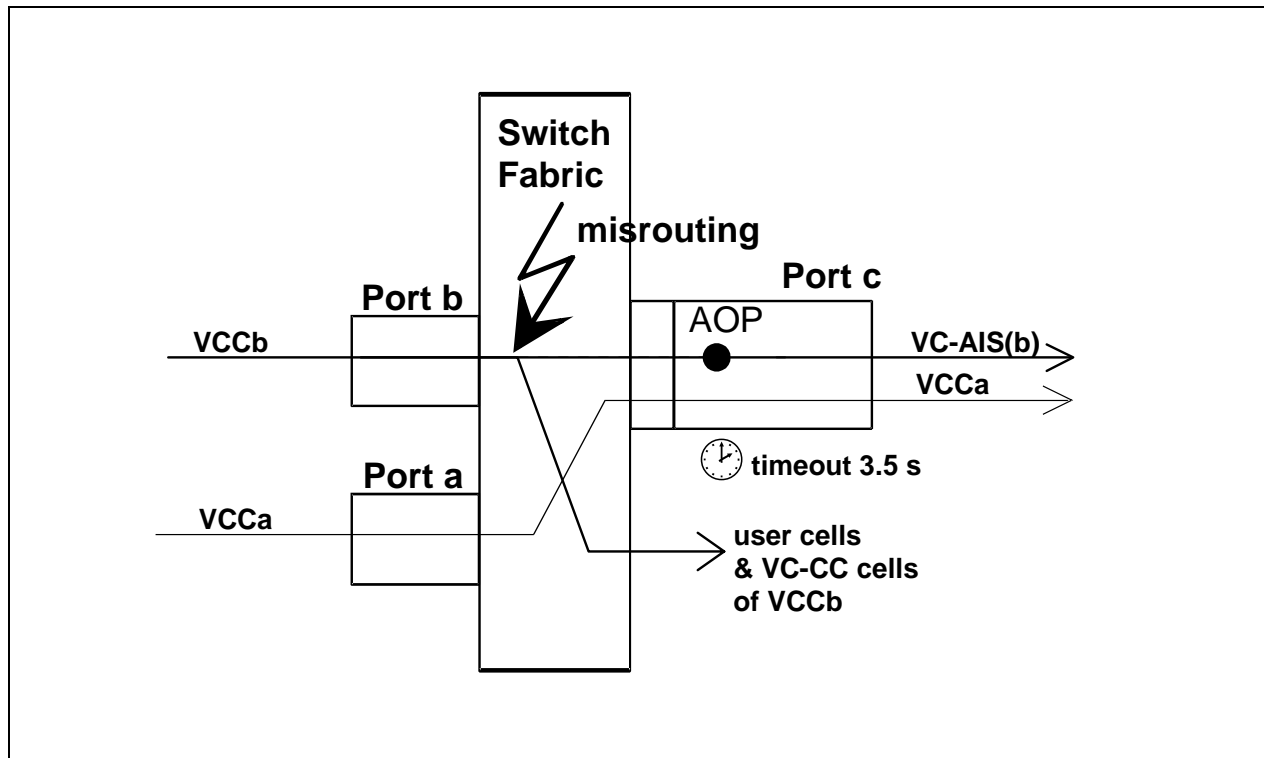 Switch
Fabric
misrouting
Port c
Port b
AOP
VCCb
VC-AIS(b)
VCCa
timeout 3.5 s
Port a
VCCa
user cells
& VC-CC cells
of VCCb